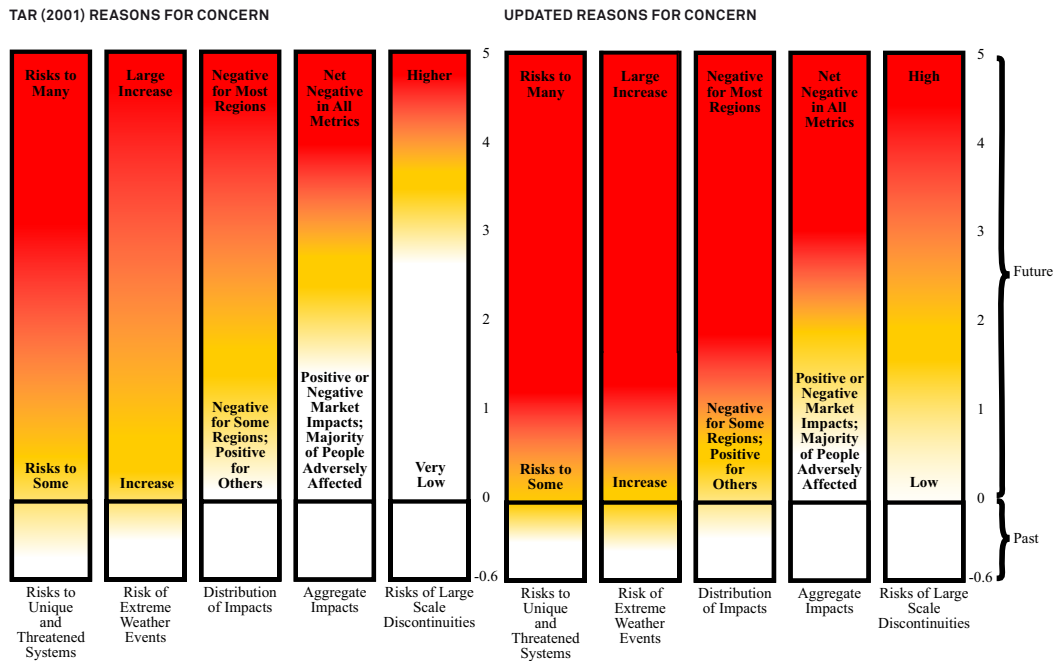 TAR (2001) REASONS FOR CONCERN
Risks to
Many
Large
Increase
Negative
for Most
Regions
Net
Negative
in All
Metrics
Higher
Risks to
Some
Increase
Negative
for Some
Regions;
Positive
for
Others
Positive or
Negative
Market
Impacts;
Majority
of People
Adversely
Affected
Very
Low
5
4
3
2
1
0
-0.6
Risks to
Unique
and
Threatened
Systems
Risk of
Extreme
Weather
Events
Distribution
of Impacts
Aggregate
Impacts
Risks of Large
Scale
Discontinuities
UPDATED REASONS FOR CONCERN
Risks to
Many
Large
Increase
Negative
for Most
Regions
Net
Negative
in All
Metrics
High
Risks to
Some
Increase
Negative
for Some
Regions;
Positive
for
Others
Positive or
Negative
Market
Impacts;
Majority
of People
Adversely
Affected
Low
5
4
3
2
1
0
-0.6
Future
Past
Risks to
Unique
and
Threatened
Systems
Risk of
Extreme
Weather
Events
Distribution
of Impacts
Aggregate
Impacts
Risks of Large
Scale
Discontinuities